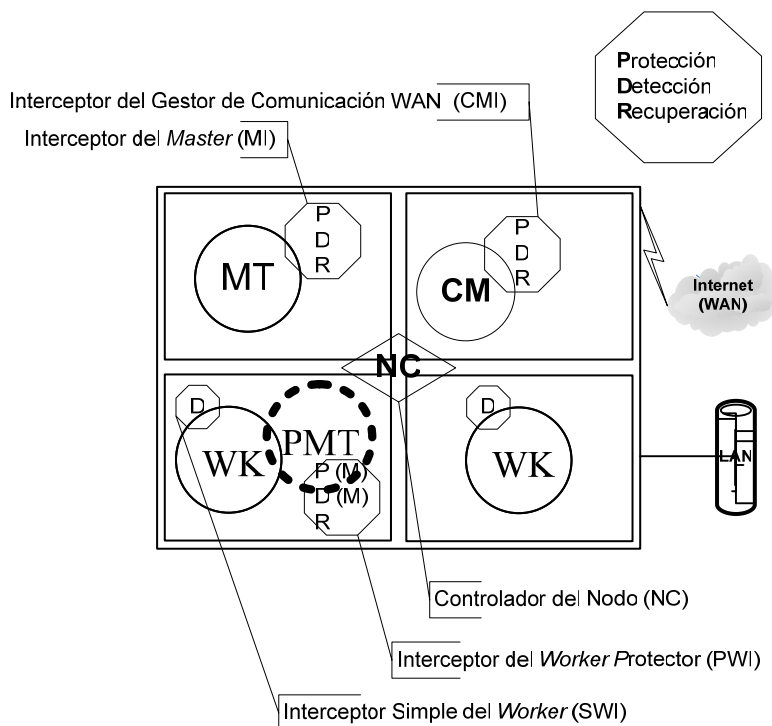 Protección
Detección
Recuperación
Interceptor del Gestor de Comunicación WAN (CMI)
Interceptor del Master (MI)
P
D
R
MT
P
D
R
CM
Internet
(WAN)
NC
D
WK
PMT
P (M)
D (M)
R
D
WK
LAN
Controlador del Nodo (NC)
Interceptor del Worker Protector (PWI)
Interceptor Simple del Worker (SWI)